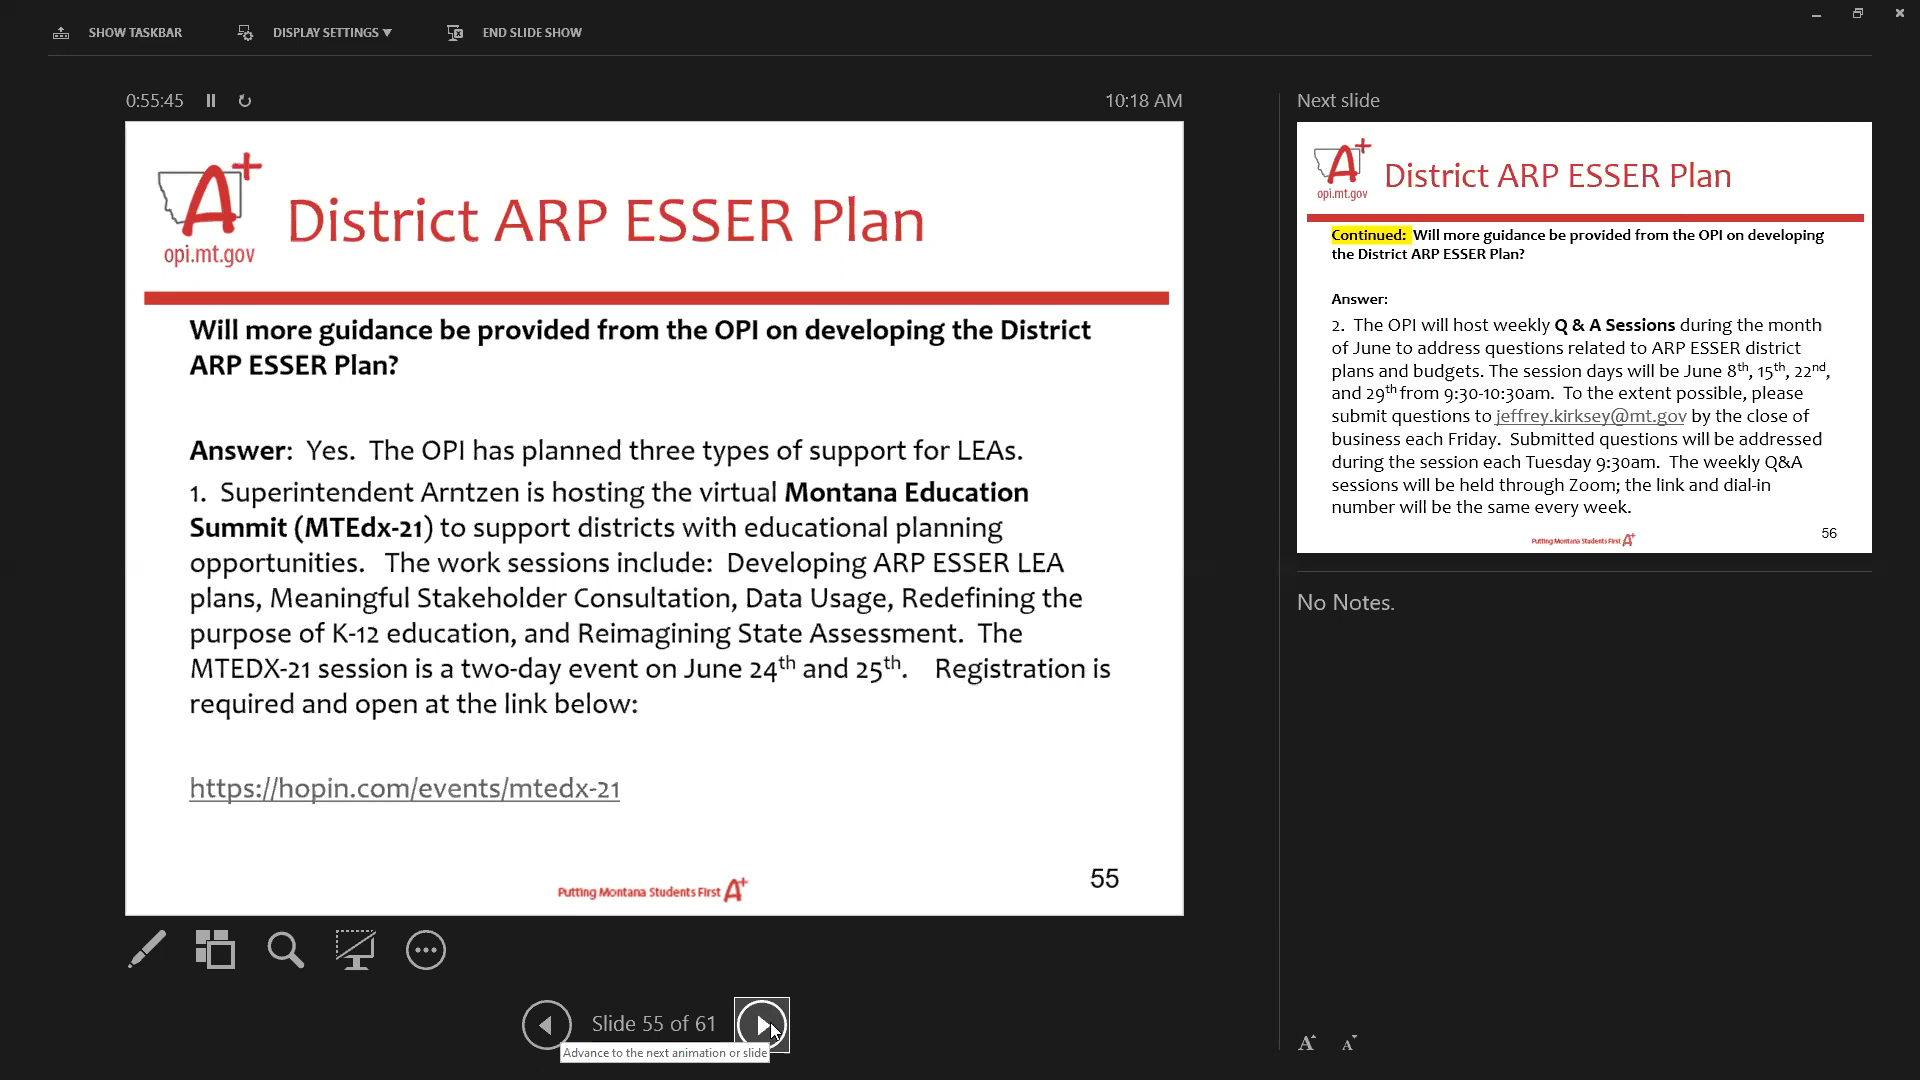 SHOW TASKBAR
DISPLAY SETTINGS ▼
END SLIDE SHOW
0:55:45
10:18 AM
A+
opi.mt.gov
District ARP ESSER Plan
Will more guidance be provided from the OPI on developing the District
ARP ESSER Plan?
Answer:  Yes.  The OPI has planned three types of support for LEAs.
1.  Superintendent Arntzen is hosting the virtual Montana Education
Summit (MTEdx-21) to support districts with educational planning
opportunities.   The work sessions include:  Developing ARP ESSER LEA
plans, Meaningful Stakeholder Consultation, Data Usage, Redefining the
purpose of K-12 education, and Reimagining State Assessment.  The
MTEDX-21 session is a two-day event on June 24th and 25th.    Registration is
required and open at the link below:
https://hopin.com/events/mtedx-21
Putting Montana Students First A+
55
Slide 55 of 61
Advance to the next animation or slide
Next slide
A+
opi.mt.gov
District ARP ESSER Plan
Continued:  Will more guidance be provided from the OPI on developing
the District ARP ESSER Plan?
Answer:
2.  The OPI will host weekly Q & A Sessions during the month
of June to address questions related to ARP ESSER district
plans and budgets. The session days will be June 8th, 15th, 22nd,
and 29th from 9:30-10:30am.  To the extent possible, please
submit questions to jeffrey.kirksey@mt.gov by the close of
business each Friday.  Submitted questions will be addressed
during the session each Tuesday 9:30am.  The weekly Q&A
sessions will be held through Zoom; the link and dial-in
number will be the same every week.
Putting Montana Students First A+
56
No Notes.
A A